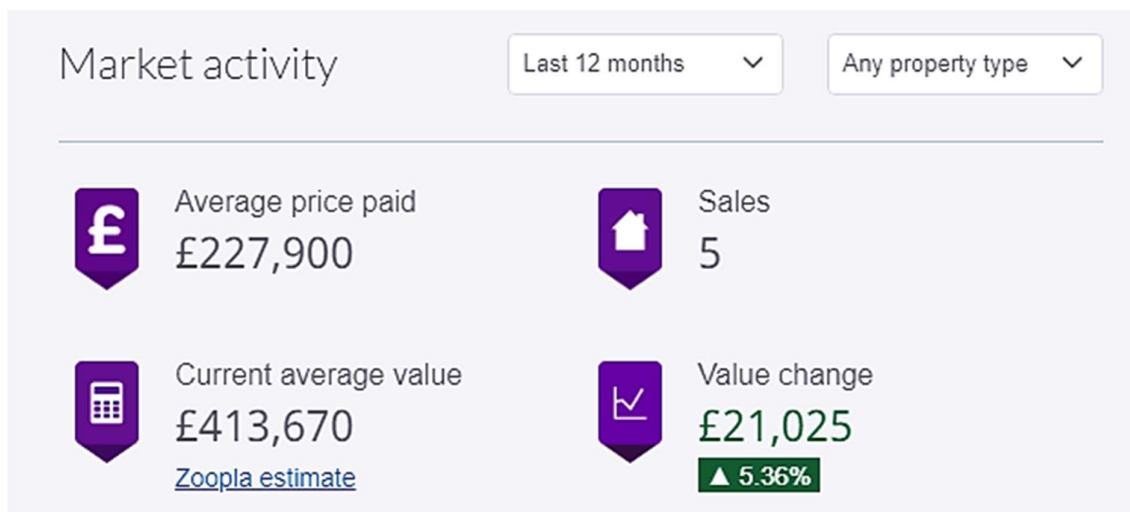 Market activity
Last 12 months
Any property type
£
Average price paid
£227,900
Sales
5
Current average value
£413,670
Zoopla estimate
Value change
£21,025
▲ 5.36%